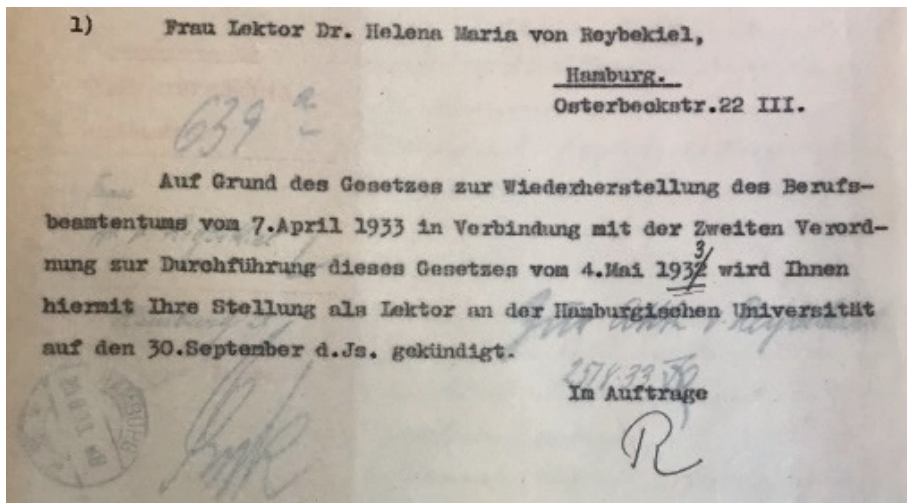 1) Frau Lektor Dr. Helena Maria von Reybekiel,
Hamburg.
Osterbeckstr.22 III.
639 a
Auf Grund des Gesetzes zur Wiederherstellung des Berufs-
beamtentums vom 7.April 1933 in Verbindung mit der Zweiten Verord-
nung zur Durchführung dieses Gesetzes vom 4.Mai 1933 wird Ihnen
hiermit Ihre Stellung als Lektor an der Hamburgischen Universität
auf den 30.September d.Js. gekündigt.
Im Auftrage
R